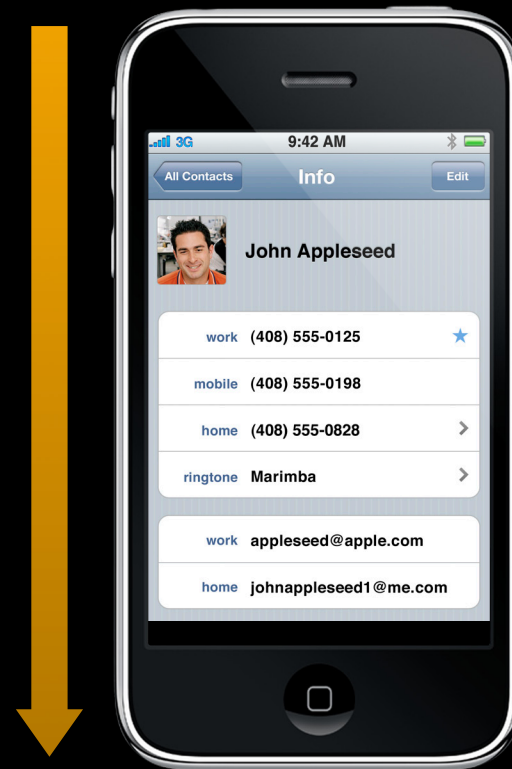 3G 9:42 AM
All Contacts Info Edit
John Appleseed
work (408) 555-0125
mobile (408) 555-0198
home (408) 555-0828
ringtone Marimba
work appleseed@apple.com
home johnappleseed1@me.com